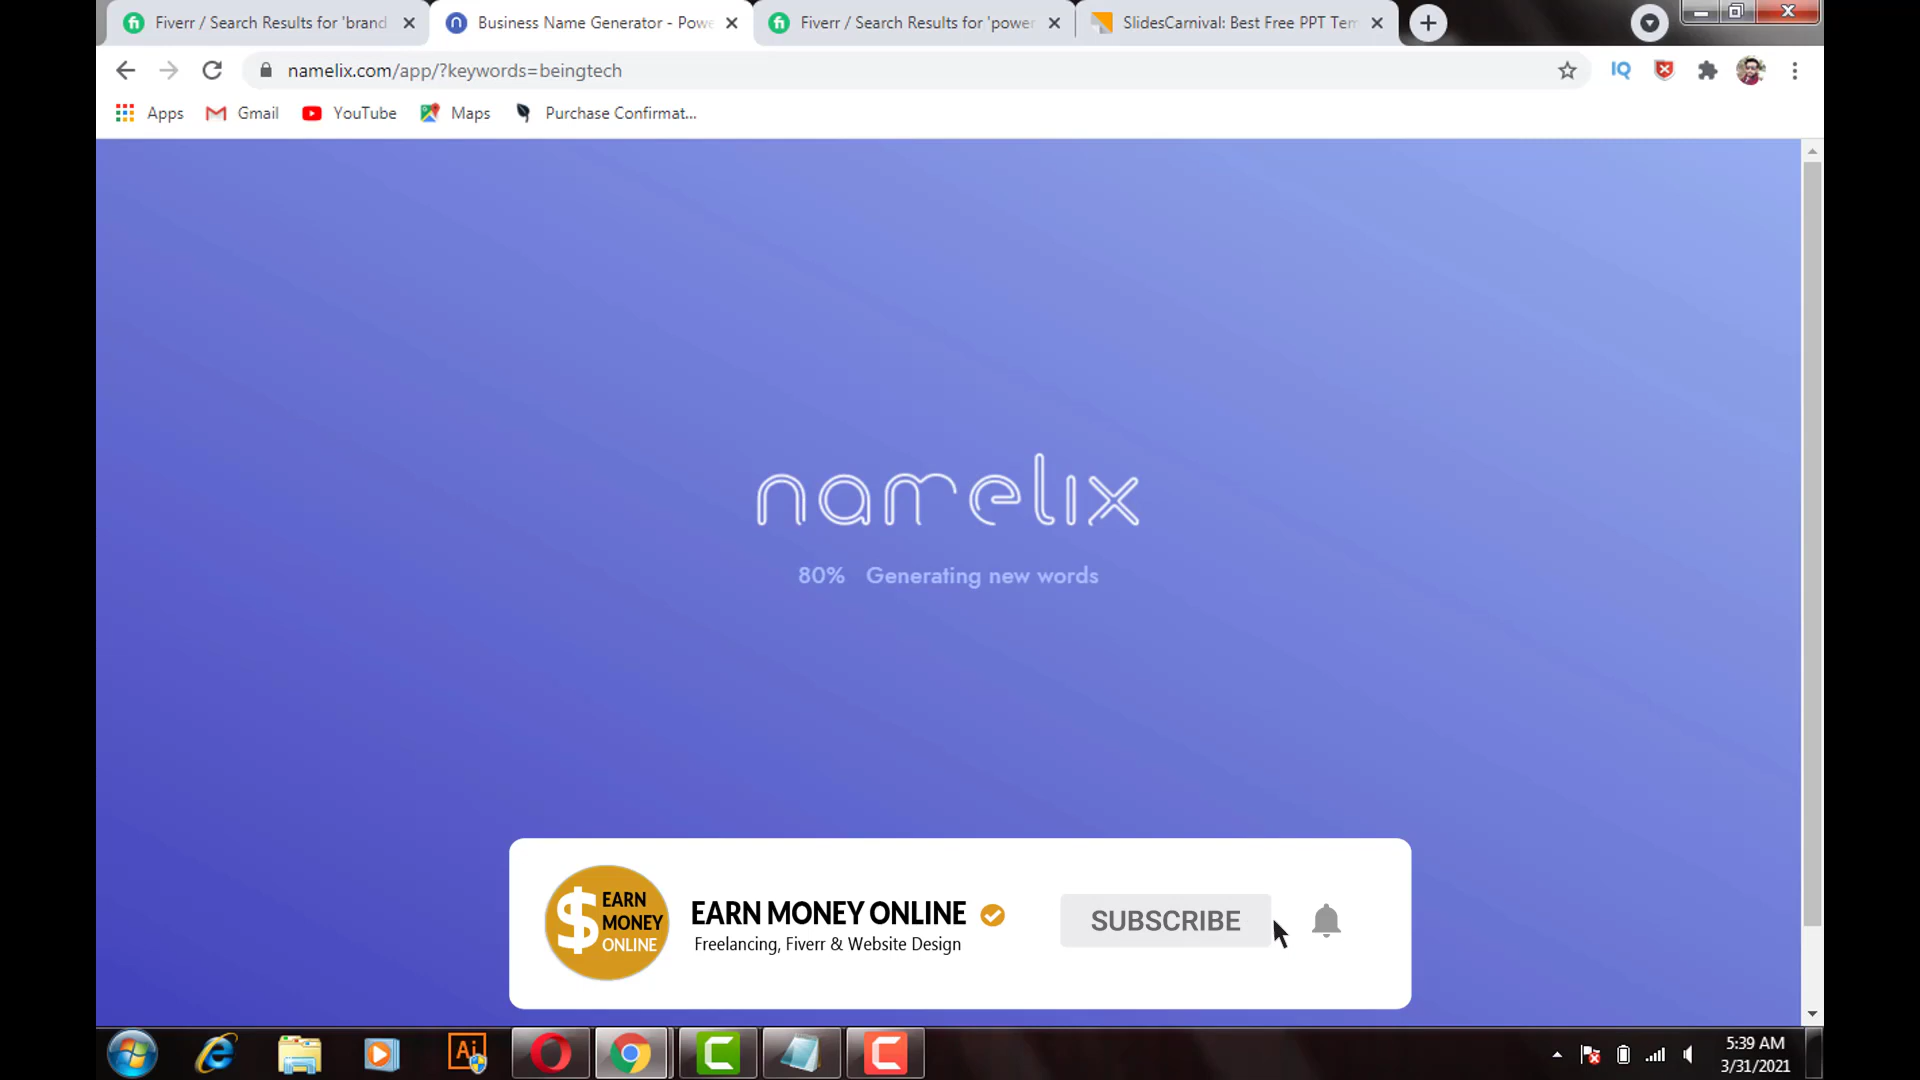 Fiverr / Search Results for 'brand
Business Name Generator - Powe
Fiverr / Search Results for 'power
SlidesCarnival: Best Free PPT Tem
namelix.com/app/?keywords=beingtech
IQ
Apps
Gmail
YouTube
Maps
Purchase Confirmat...
namelix
80% Generating new words
$ EARN
MONEY
ONLINE
EARN MONEY ONLINE
Freelancing, Fiverr & Website Design
SUBSCRIBE
Ai
5:39 AM
3/31/2021